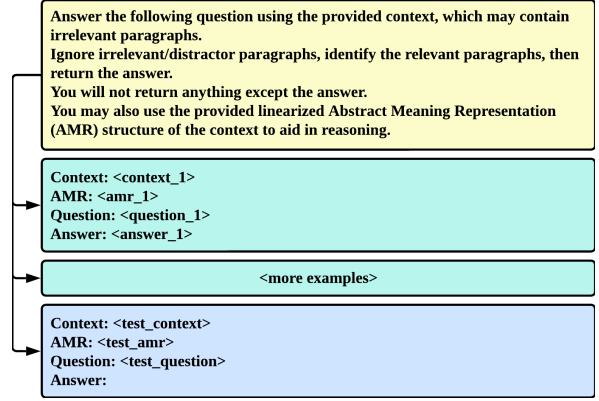 Answer the following question using the provided context, which may contain
irrelevant paragraphs.
Ignore irrelevant/distractor paragraphs, identify the relevant paragraphs, then
return the answer.
You will not return anything except the answer.
You may also use the provided linearized Abstract Meaning Representation
(AMR) structure of the context to aid in reasoning.
Context: <context_1>
AMR: <amr_1>
Question: <question_1>
Answer: <answer_1>
<more examples>
Context: <test_context>
AMR: <test_amr>
Question: <test_question>
Answer: